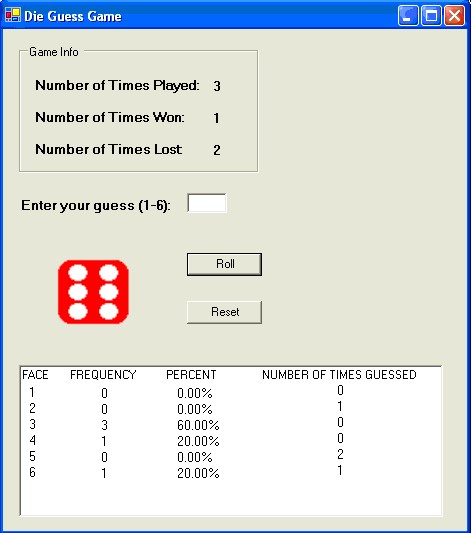 Die Guess Game
Game Info
Number of Times Played: 3
Number of Times Won: 1
Number of Times Lost: 2
Enter your guess (1-6):
Roll
Reset
FACE FREQUENCY PERCENT NUMBER OF TIMES GUESSED
1 0 0.00% 0
2 0 0.00% 1
3 3 60.00% 0
4 1 20.00% 0
5 0 0.00% 2
6 1 20.00% 1